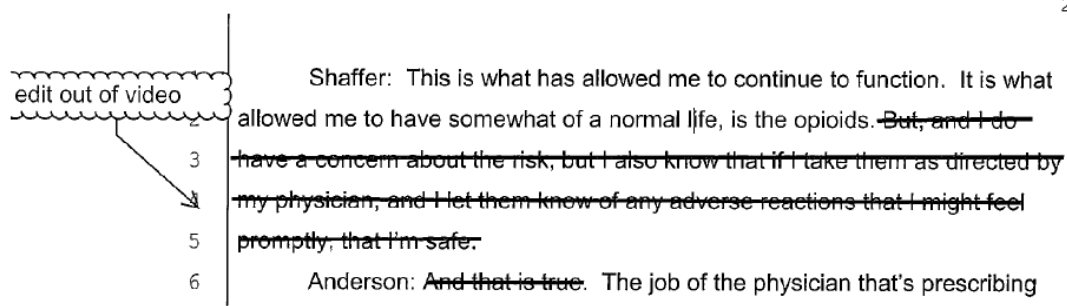 Shaffer: This is what has allowed me to continue to function. It is what
edit out of video
2 allowed me to have somewhat of a normal life, is the opioids. But, and I do
3 have a concern about the risk, but I also know that if I take them as directed by
4 my physician, and I let them know of any adverse reactions that I might feel
5 promptly, that I'm safe.
6 Anderson: And that is true. The job of the physician that's prescribing